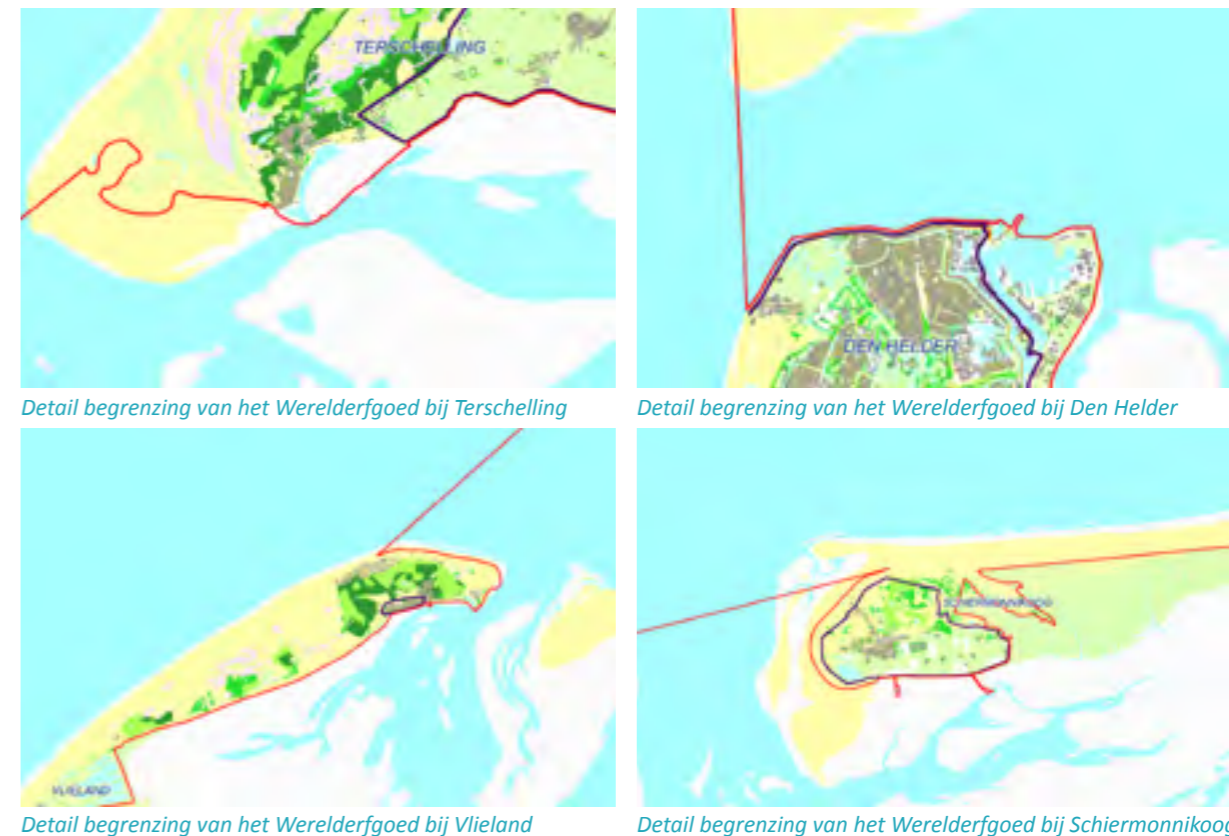 TERSCHELLING
DEN HELDER
Detail begrenzing van het Werelderfgoed bij Terschelling
Detail begrenzing van het Werelderfgoed bij Den Helder
SCHIERMONNIKOOG
VLIELAND
Detail begrenzing van het Werelderfgoed bij Vlieland
Detail begrenzing van het Werelderfgoed bij Schiermonnikoog